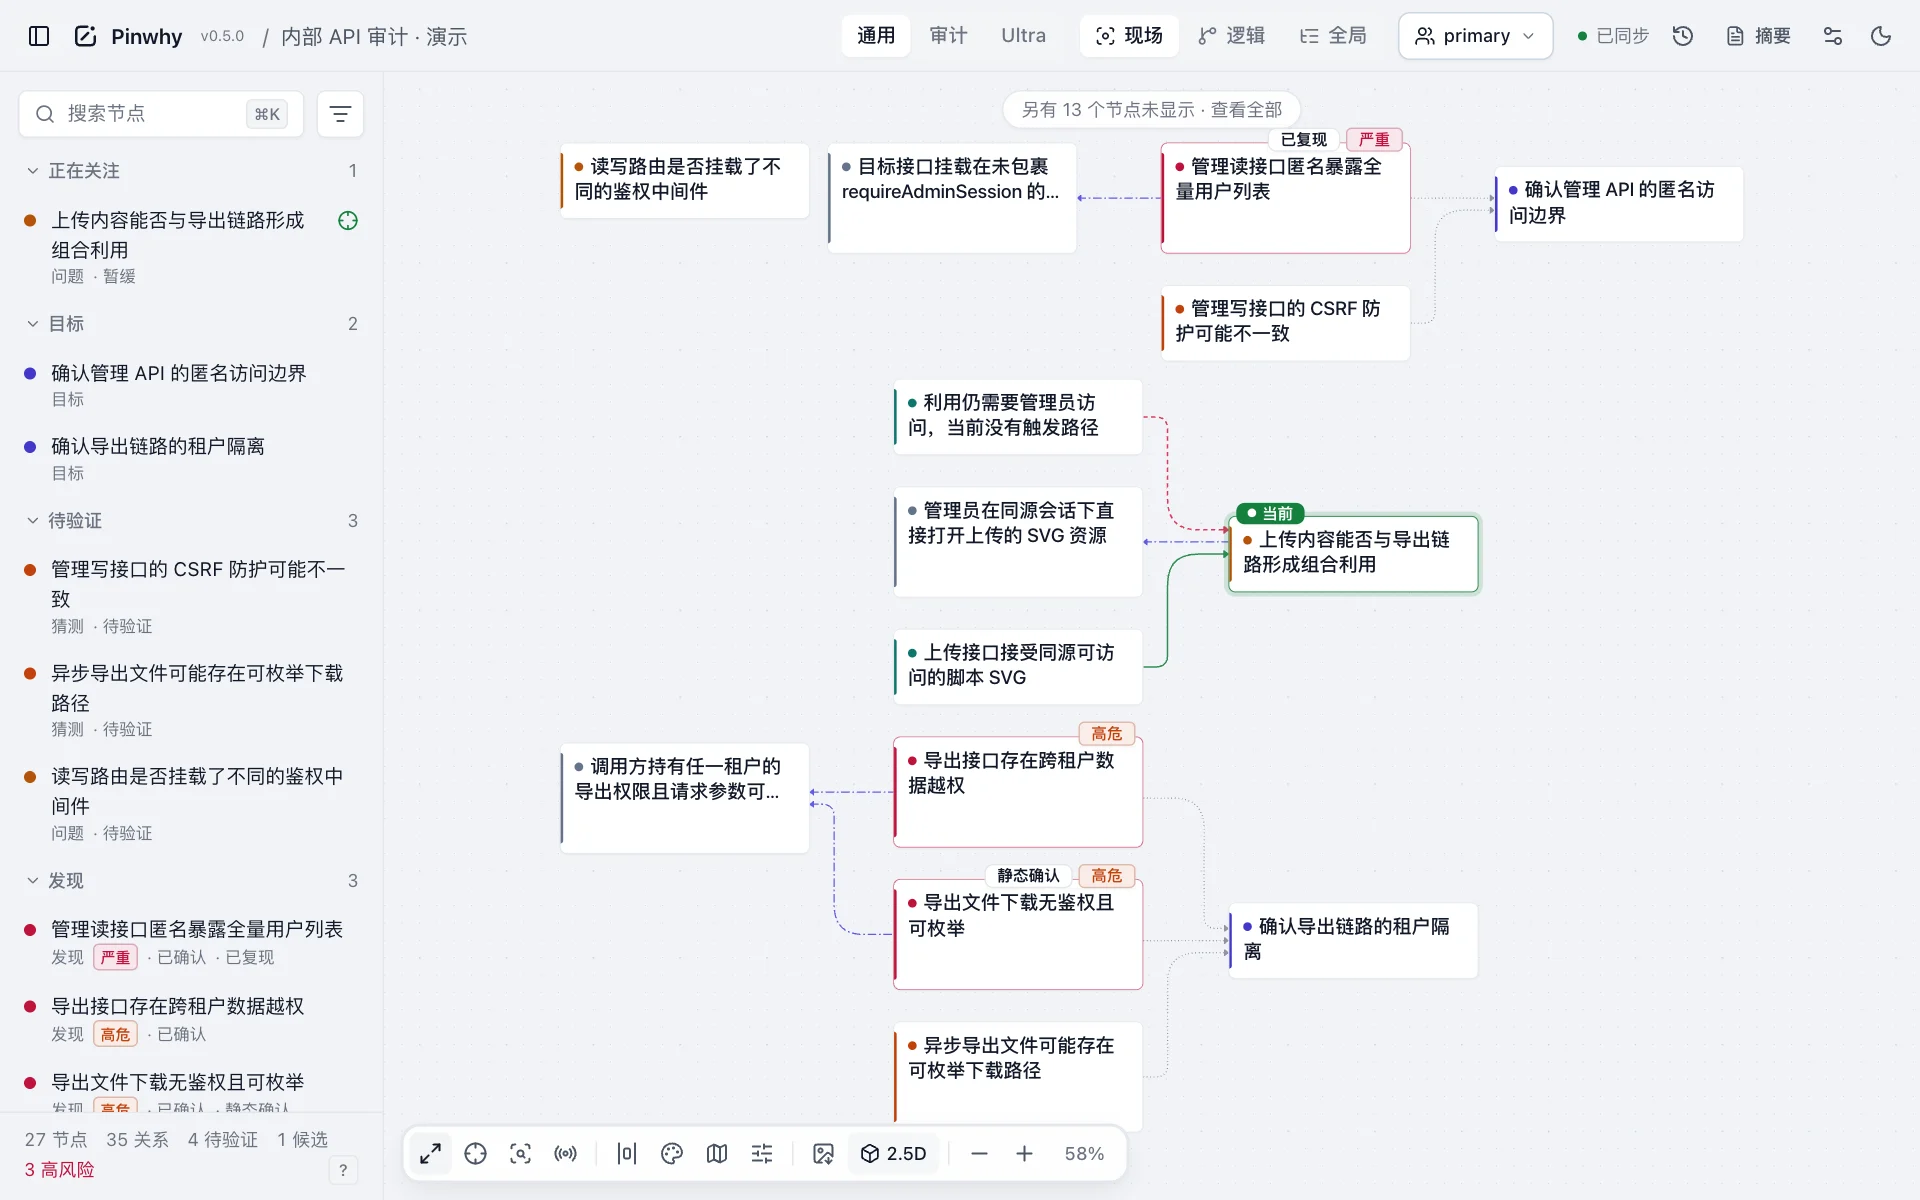 Pinwhy v0.5.0 / 内部 API 审计 · 演示
通用 审计 Ultra 现场 逻辑 全局 primary 已同步 摘要
搜索节点 ⌘K
正在关注 1
上传内容能否与导出链路形成
组合利用
问题 · 暂缓
目标 2
确认管理 API 的匿名访问边界
目标
确认导出链路的租户隔离
目标
待验证 3
管理写接口的 CSRF 防护可能不一
致
猜测 · 待验证
异步导出文件可能存在可枚举下载
路径
猜测 · 待验证
读写路由是否挂载了不同的鉴权中
间件
问题 · 待验证
发现 3
管理读接口匿名暴露全量用户列表
发现 严重 · 已确认 · 已复现
导出接口存在跨租户数据越权
发现 高危 · 已确认
导出文件下载无鉴权且可枚举
发现 高危 · 已确认 · 静态确认
27 节点 35 关系 4 待验证 1 候选
3 高风险 ?
另有 13 个节点未显示 · 查看全部
读写路由是否挂载了不
同的鉴权中间件
目标接口挂载在未包裹
requireAdminSession 的...
已复现 严重
管理读接口匿名暴露全
量用户列表
确认管理 API 的匿名访
问边界
管理写接口的 CSRF 防
护可能不一致
利用仍需要管理员访
问，当前没有触发路径
管理员在同源会话下直
接打开上传的 SVG 资源
当前
上传内容能否与导出链
路形成组合利用
上传接口接受同源可访
问的脚本 SVG
调用方持有任一租户的
导出权限且请求参数可...
高危
导出接口存在跨租户数
据越权
静态确认 高危
导出文件下载无鉴权且
可枚举
确认导出链路的租户隔
离
异步导出文件可能存在
可枚举下载路径
2.5D 58%